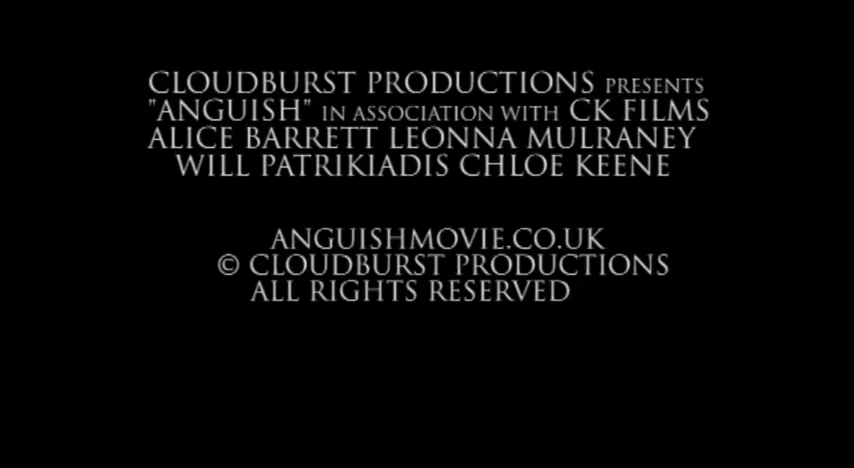 CLOUDBURST PRODUCTIONS PRESENTS
"ANGUISH" IN ASSOCIATION WITH CK FILMS
ALICE BARRETT LEONNA MULRANEY
WILL PATRIKIADIS CHLOE KEENE
ANGUISHMOVIE.CO.UK
© CLOUDBURST PRODUCTIONS
ALL RIGHTS RESERVED